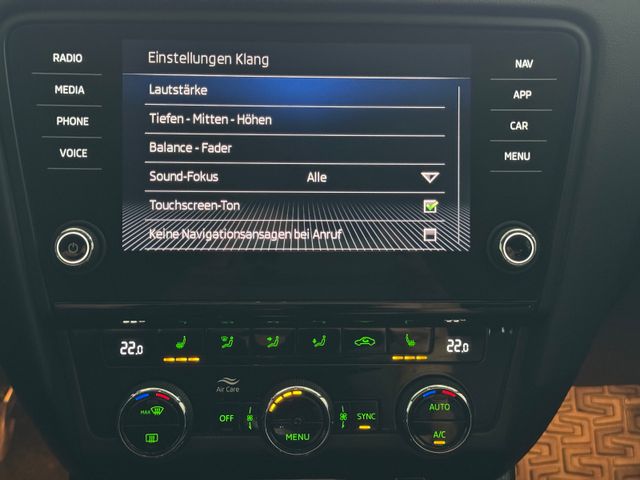 RADIO
MEDIA
PHONE
VOICE
Einstellungen Klang
Lautstärke
Tiefen - Mitten - Höhen
Balance - Fader
Sound-Fokus Alle
Touchscreen-Ton
Keine Navigationsansagen bei Anruf
NAV
APP
CAR
MENU
22.0
22.0
Air Care
MAX
OFF
MENU
SYNC
AUTO
A/C